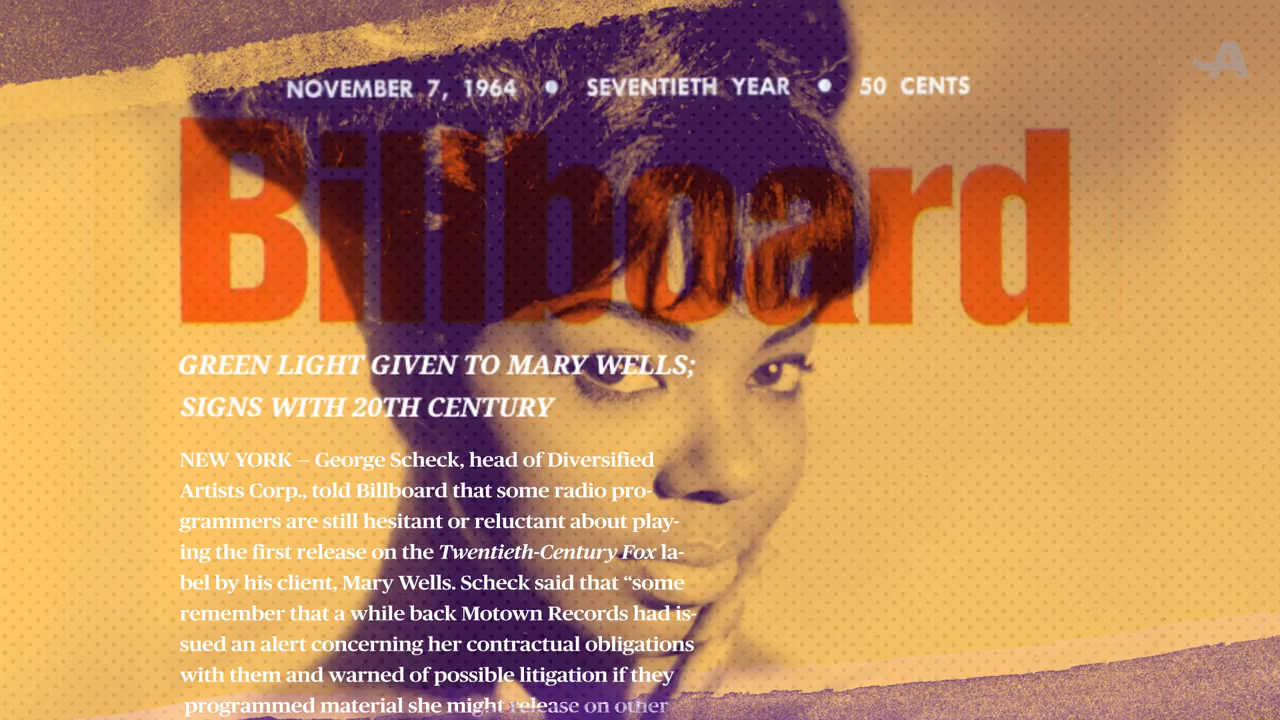 NOVEMBER 7, 1964 • SEVENTIETH YEAR • 50 CENTS
Billboard
GREEN LIGHT GIVEN TO MARY WELLS;
SIGNS WITH 20TH CENTURY
NEW YORK – George Scheck, head of Diversified
Artists Corp., told Billboard that some radio pro-
grammers are still hesitant or reluctant about play-
ing the first release on the Twentieth-Century Fox la-
bel by his client, Mary Wells. Scheck said that “some
remember that a while back Motown Records had is-
sued an alert concerning her contractual obligations
with them and warned of possible litigation if they
programmed material she might release on other
A